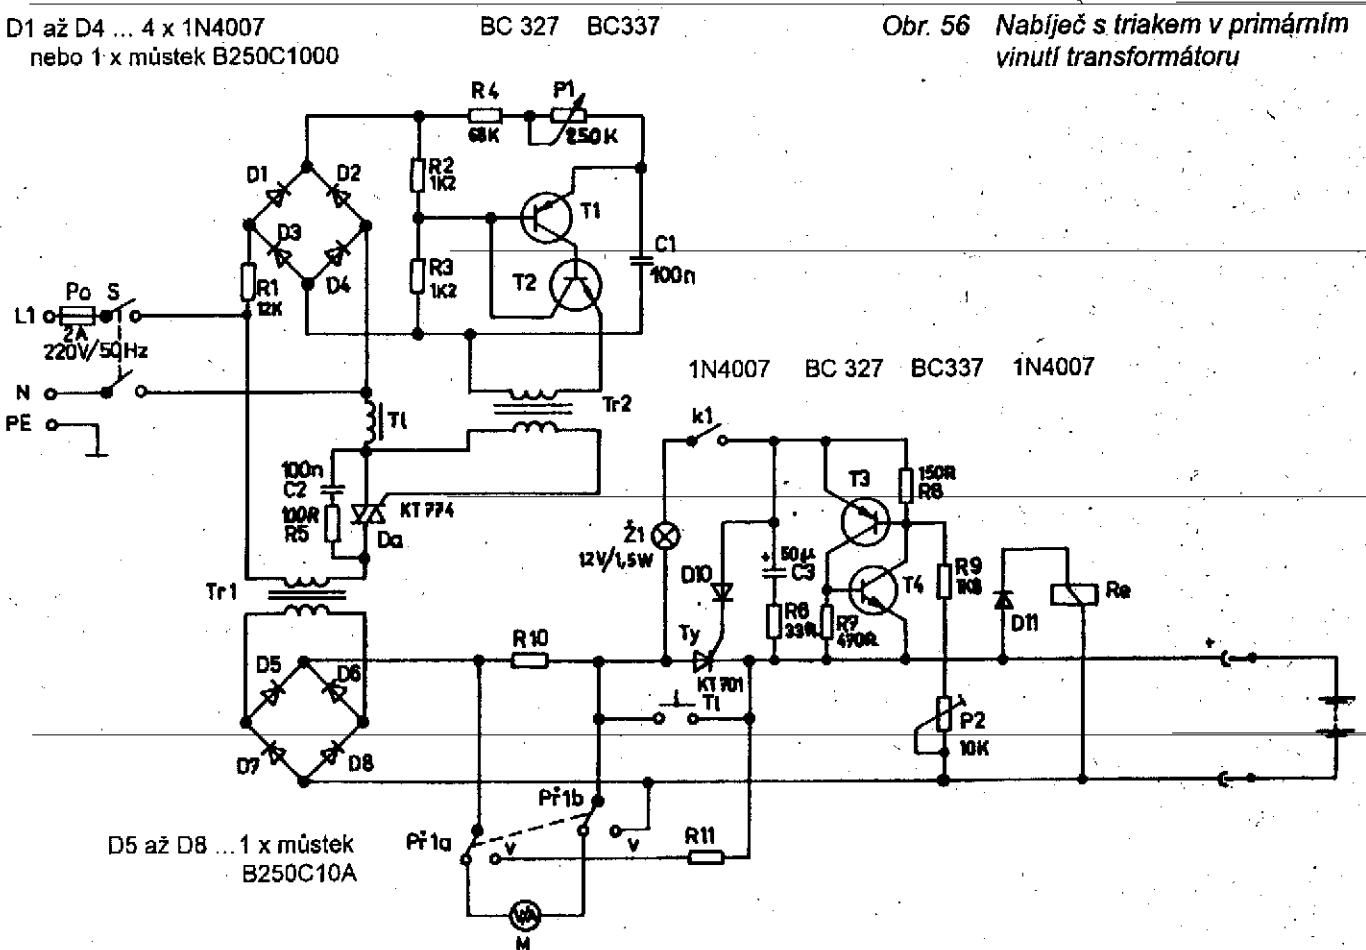 D1 až D4 ... 4 x 1N4007
nebo 1 x můstek B250C1000
BC 327 BC337
Obr. 56 Nabíječ s triakem v primárním
vinutí transformátoru
R4
68K
P1
250K
D1
D2
R2
1K2
T1
D3
D4
R3
1K2
T2
C1
100n
R1
12K
Po
S
L1
2A
220V/50Hz
N
PE
Tl
Tr2
1N4007 BC 327 BC337 1N4007
k1
100n
C2
100R
R5
KT 774
Da
T3
150R
R8
Ž1
12V/1,5W
50µ
C3
D10
T4
R9
1K8
Re
R6
33R
R7
470R
D11
Tr1
Ty
KT 701
R10
+
D5
D6
Tl
P2
10K
D7
D8
Př1b
Př1a
v
v
R11
D5 až D8 ... 1 x můstek
B250C10A
VA
M